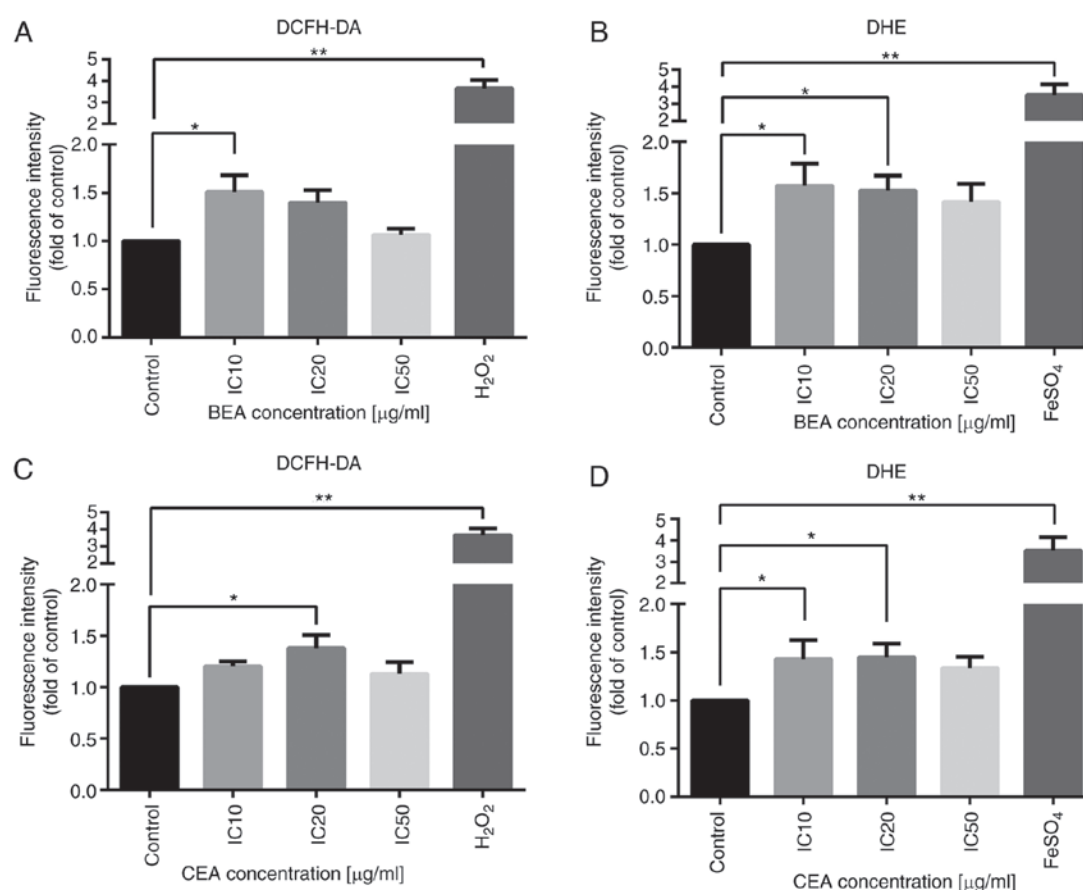 A
DCFH-DA
**
*
Fluorescence intensity
(fold of control)
5
4
3
2
2.0
1.5
1.0
0.5
0.0
Control
IC10
IC20
IC50
H₂O₂
BEA concentration [μg/ml]
B
DHE
**
*
*
Fluorescence intensity
(fold of control)
5
4
3
2
2.0
1.5
1.0
0.5
0.0
Control
IC10
IC20
IC50
FeSO₄
BEA concentration [μg/ml]
C
DCFH-DA
**
*
Fluorescence intensity
(fold of control)
5
4
3
2
2.0
1.5
1.0
0.5
0.0
Control
IC10
IC20
IC50
H₂O₂
CEA concentration [μg/ml]
D
DHE
**
*
*
Fluorescence intensity
(fold of control)
5
4
3
2
2.0
1.5
1.0
0.5
0.0
Control
IC10
IC20
IC50
FeSO₄
CEA concentration [μg/ml]